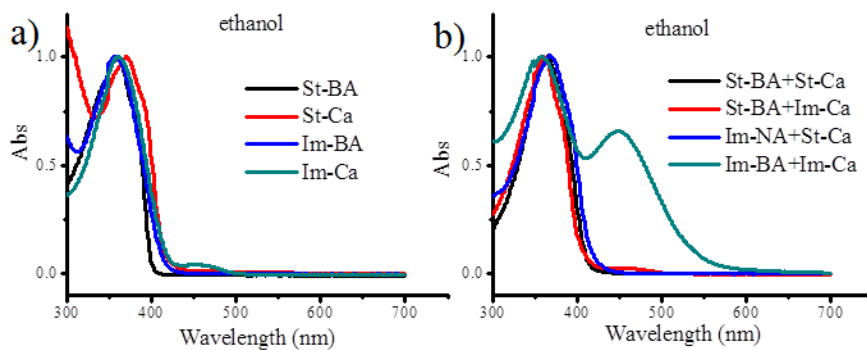 a)
ethanol
St-BA
St-Ca
Im-BA
Im-Ca
Abs
1.0
0.5
0.0
300 400 500 600 700
Wavelength (nm)
b)
ethanol
St-BA+St-Ca
St-BA+Im-Ca
Im-NA+St-Ca
Im-BA+Im-Ca
Abs
1.0
0.5
0.0
300 400 500 600 700
Wavelength (nm)